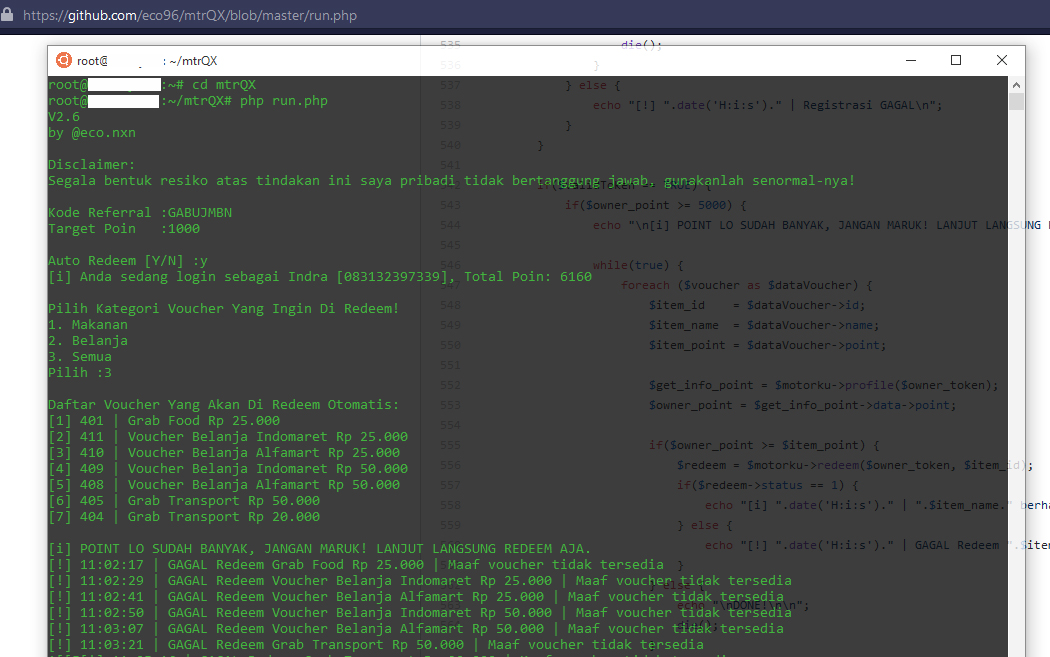 https://github.com/eco96/mtrQX/blob/master/run.php
root@ : ~/mtrQX
root@ :~# cd mtrQX
root@ :~/mtrQX# php run.php
V2.6
by @eco.nxn
Disclaimer:
Segala bentuk resiko atas tindakan ini saya pribadi tidak bertanggung jawab, gunakanlah senormal-nya!
Kode Referral :GABUJMBN
Target Poin :1000
Auto Redeem [Y/N] :y
[i] Anda sedang login sebagai Indra [083132397339], Total Poin: 6160
Pilih Kategori Voucher Yang Ingin Di Redeem!
1. Makanan
2. Belanja
3. Semua
Pilih :3
Daftar Voucher Yang Akan Di Redeem Otomatis:
[1] 401 | Grab Food Rp 25.000
[2] 411 | Voucher Belanja Indomaret Rp 25.000
[3] 410 | Voucher Belanja Alfamart Rp 25.000
[4] 409 | Voucher Belanja Indomaret Rp 50.000
[5] 408 | Voucher Belanja Alfamart Rp 50.000
[6] 405 | Grab Transport Rp 50.000
[7] 404 | Grab Transport Rp 20.000
[i] POINT LO SUDAH BANYAK, JANGAN MARUK! LANJUT LANGSUNG REDEEM AJA.
[!] 11:02:17 | GAGAL Redeem Grab Food Rp 25.000 | Maaf voucher tidak tersedia
[!] 11:02:29 | GAGAL Redeem Voucher Belanja Indomaret Rp 25.000 | Maaf voucher tidak tersedia
[!] 11:02:41 | GAGAL Redeem Voucher Belanja Alfamart Rp 25.000 | Maaf voucher tidak tersedia
[!] 11:02:50 | GAGAL Redeem Voucher Belanja Indomaret Rp 50.000 | Maaf voucher tidak tersedia
[!] 11:03:07 | GAGAL Redeem Voucher Belanja Alfamart Rp 50.000 | Maaf voucher tidak tersedia
[!] 11:03:21 | GAGAL Redeem Grab Transport Rp 50.000 | Maaf voucher tidak tersedia
535 die();
536 }
537 } else {
538 echo "[!] ".date('H:i:s')." | Registrasi GAGAL\n";
539 }
540 }
541
543 if($owner_point >= 5000) {
544 echo "\n[i] POINT LO SUDAH BANYAK, JANGAN MARUK! LANJUT LANGSUNG
545
546 while(true) {
foreach ($voucher as $dataVoucher) {
548 $item_id = $dataVoucher->id;
549 $item_name = $dataVoucher->name;
550 $item_point = $dataVoucher->point;
551
552 $get_info_point = $motorku->profile($owner_token);
553 $owner_point = $get_info_point->data->point;
554
555 if($owner_point >= $item_point) {
556 $redeem = $motorku->redeem($owner_token, $item_id);
557 if($redeem->status == 1) {
558 echo "[i] ".date('H:i:s')." | ".$item_name." berha
559 } else {
echo "[!] ".date('H:i:s')." | GAGAL Redeem ".$item
}
echo "\nDONE!\n\n";